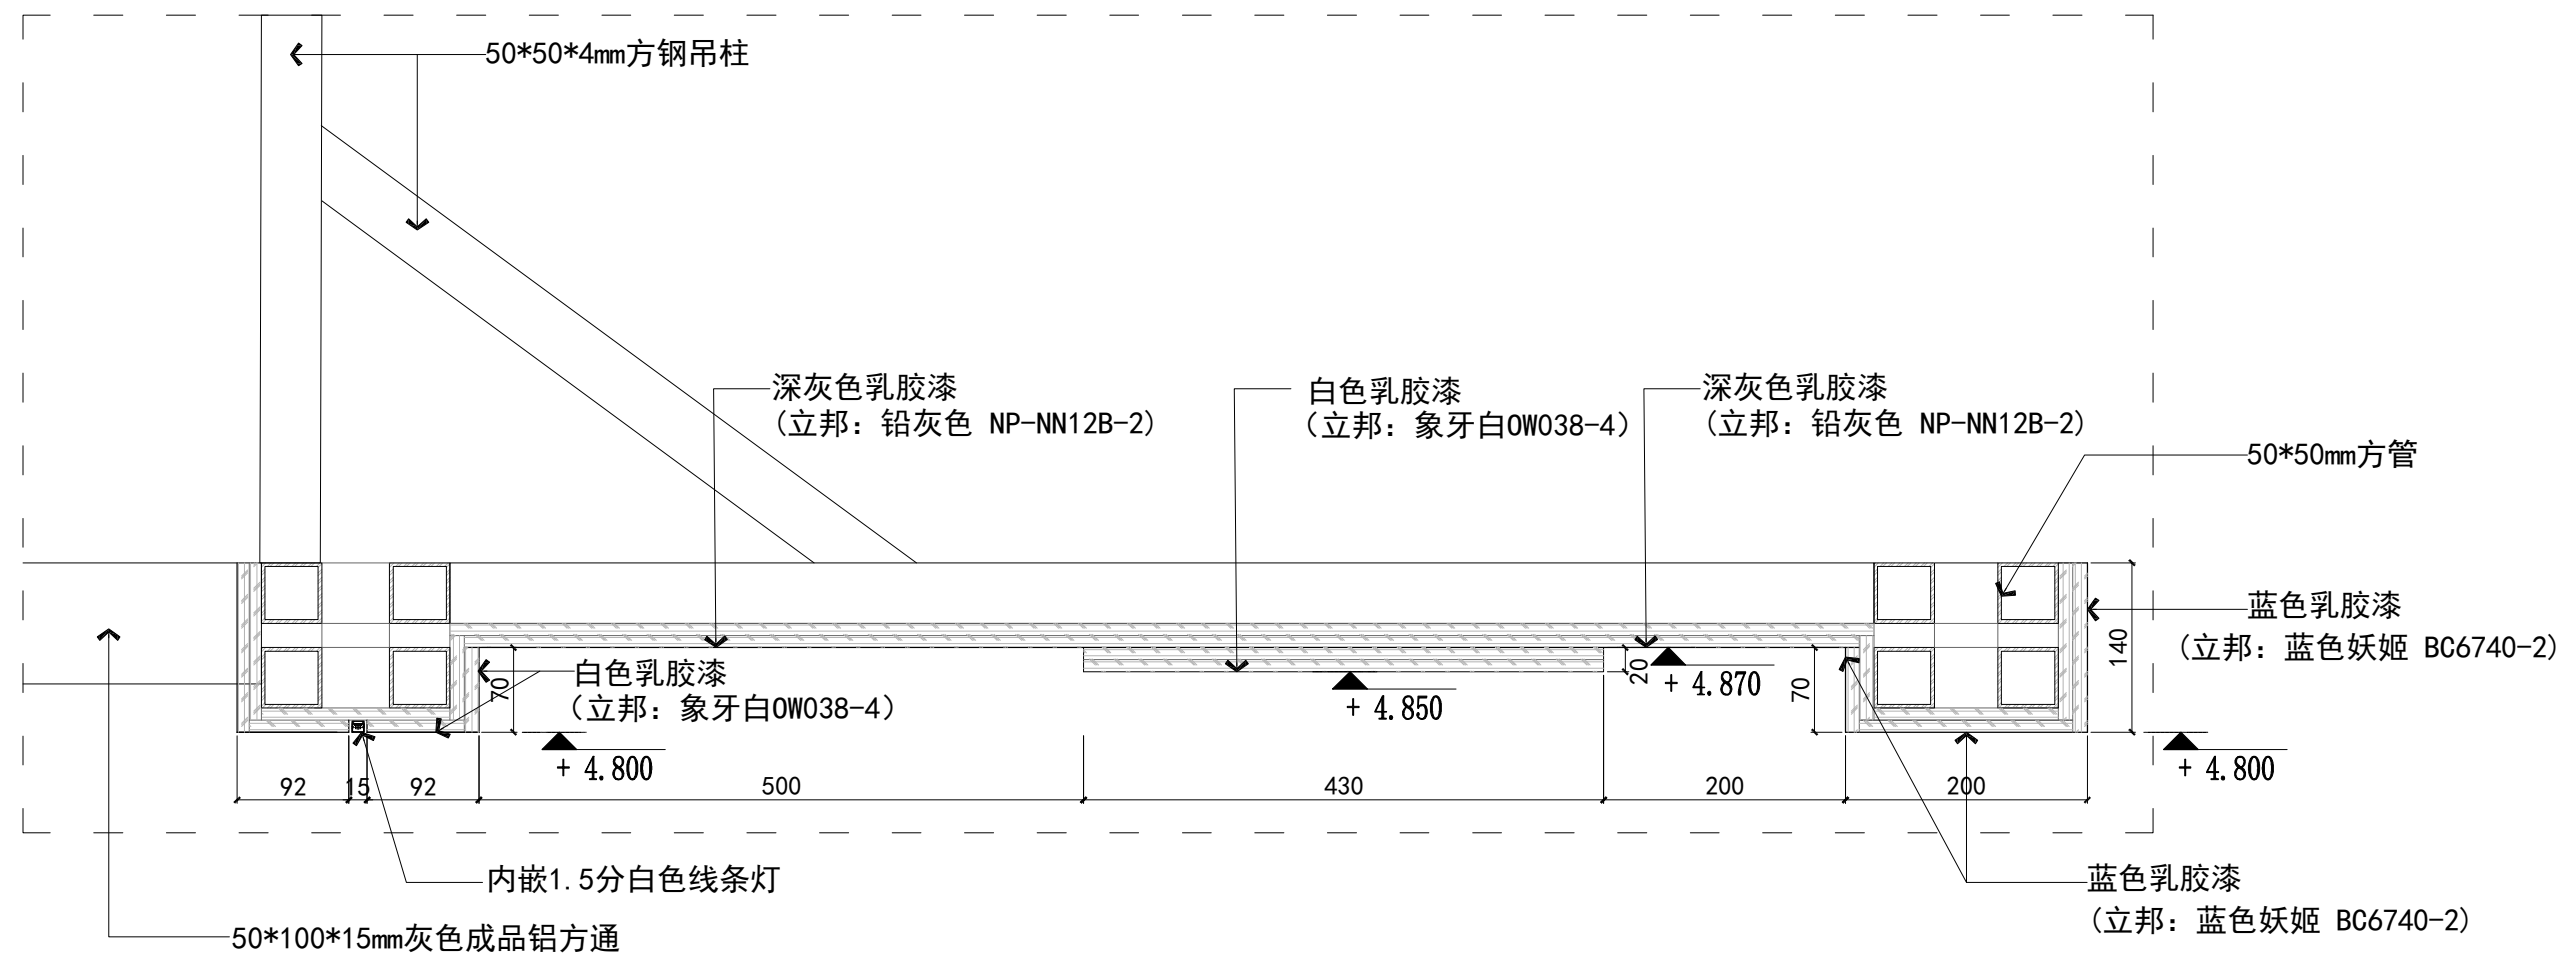 50*50*4mm方钢吊柱
深灰色乳胶漆
（立邦：铅灰色 NP-NN12B-2）
白色乳胶漆
（立邦：象牙白OW038-4）
深灰色乳胶漆
（立邦：铅灰色 NP-NN12B-2）
50*50mm方管
蓝色乳胶漆
（立邦：蓝色妖姬 BC6740-2）
140
白色乳胶漆
（立邦：象牙白OW038-4）
70
20
70
+ 4.870
+ 4.850
+ 4.800
+ 4.800
92
15
92
500
430
200
200
内嵌1.5分白色线条灯
蓝色乳胶漆
（立邦：蓝色妖姬 BC6740-2）
50*100*15mm灰色成品铝方通